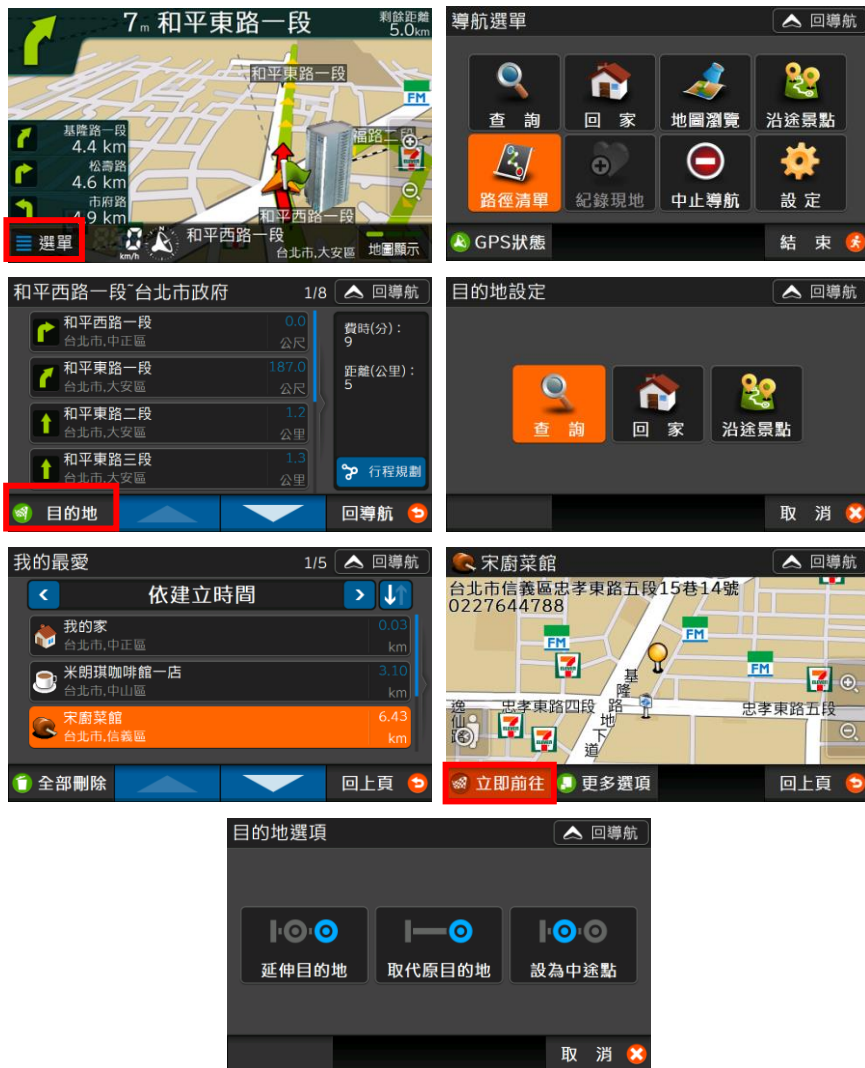 7m 和平東路一段
剩餘距離
5.0km
和平東路一段
FM
基隆路一段
4.4 km
松壽路
4.6 km
市府路
4.9 km
福路二段
和平西路一段
選單
0
km/h
和平西路一段
台北市,大安區
地圖顯示
導航選單
回導航
查 詢
回 家
地圖瀏覽
沿途景點
路徑清單
紀錄現地
中止導航
設 定
GPS狀態
結 束
和平西路一段~台北市政府
1/8
回導航
和平西路一段
0.0
台北市,中正區
公尺
和平東路一段
187.0
台北市,大安區
公尺
和平東路二段
1.2
台北市,大安區
公里
和平東路三段
1.3
台北市,大安區
公里
費時(分)：
9
距離(公里)：
5
行程規劃
目的地
回導航
目的地設定
回導航
查 詢
回 家
沿途景點
取 消
我的最愛
1/5
回導航
依建立時間
我的家
0.03
台北市,中正區
km
米朗琪咖啡館一店
3.10
台北市,中山區
km
宋廚菜館
6.43
台北市,信義區
km
全部刪除
回上頁
宋廚菜館
回導航
台北市信義區忠孝東路五段15巷14號
0227644788
FM
FM
FM
基隆路地下道
逸仙路
忠孝東路四段
忠孝東路五段
立即前往
更多選項
回上頁
目的地選項
回導航
延伸目的地
取代原目的地
設為中途點
取 消